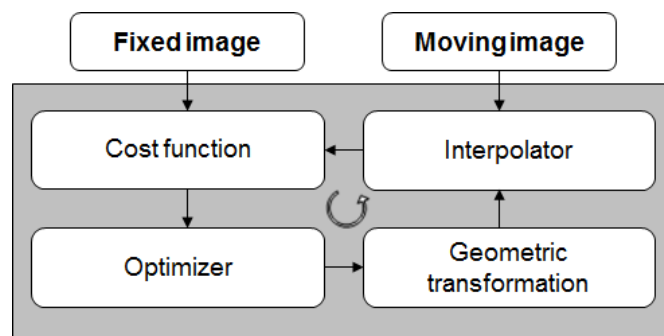 Fixed image
Moving image
Cost function
Interpolator
Optimizer
Geometric
transformation